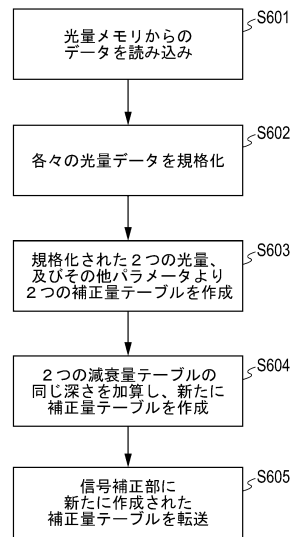 S601
光量メモリからの
データを読み込み
S602
各々の光量データを規格化
S603
規格化された２つの光量、
及びその他パラメータより
２つの補正量テーブルを作成
S604
２つの減衰量テーブルの
同じ深さを加算し、新たに
補正量テーブルを作成
S605
信号補正部に
新たに作成された
補正量テーブルを転送